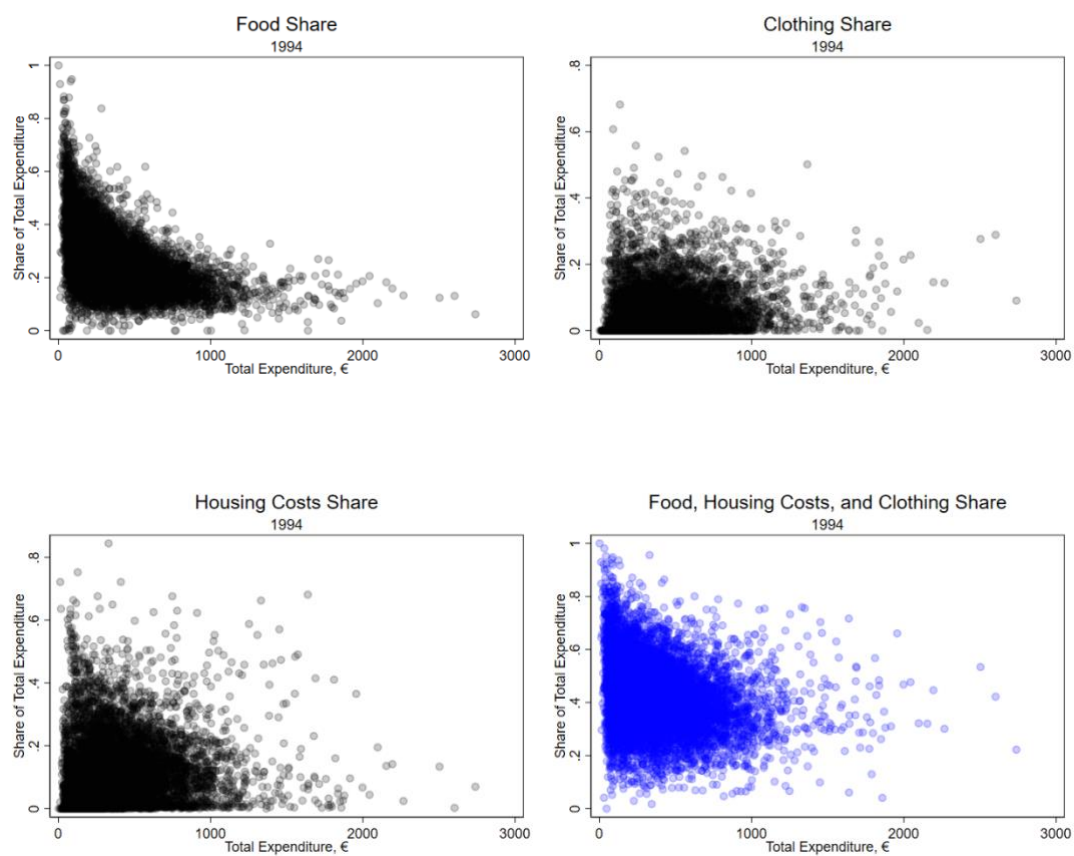 Food Share
1994
Share of Total Expenditure
1
.8
.6
.4
.2
0
0 1000 2000 3000
Total Expenditure, €
Clothing Share
1994
Share of Total Expenditure
.8
.6
.4
.2
0
0 1000 2000 3000
Total Expenditure, €
Housing Costs Share
1994
Share of Total Expenditure
.8
.6
.4
.2
0
0 1000 2000 3000
Total Expenditure, €
Food, Housing Costs, and Clothing Share
1994
Share of Total Expenditure
1
.8
.6
.4
.2
0
0 1000 2000 3000
Total Expenditure, €